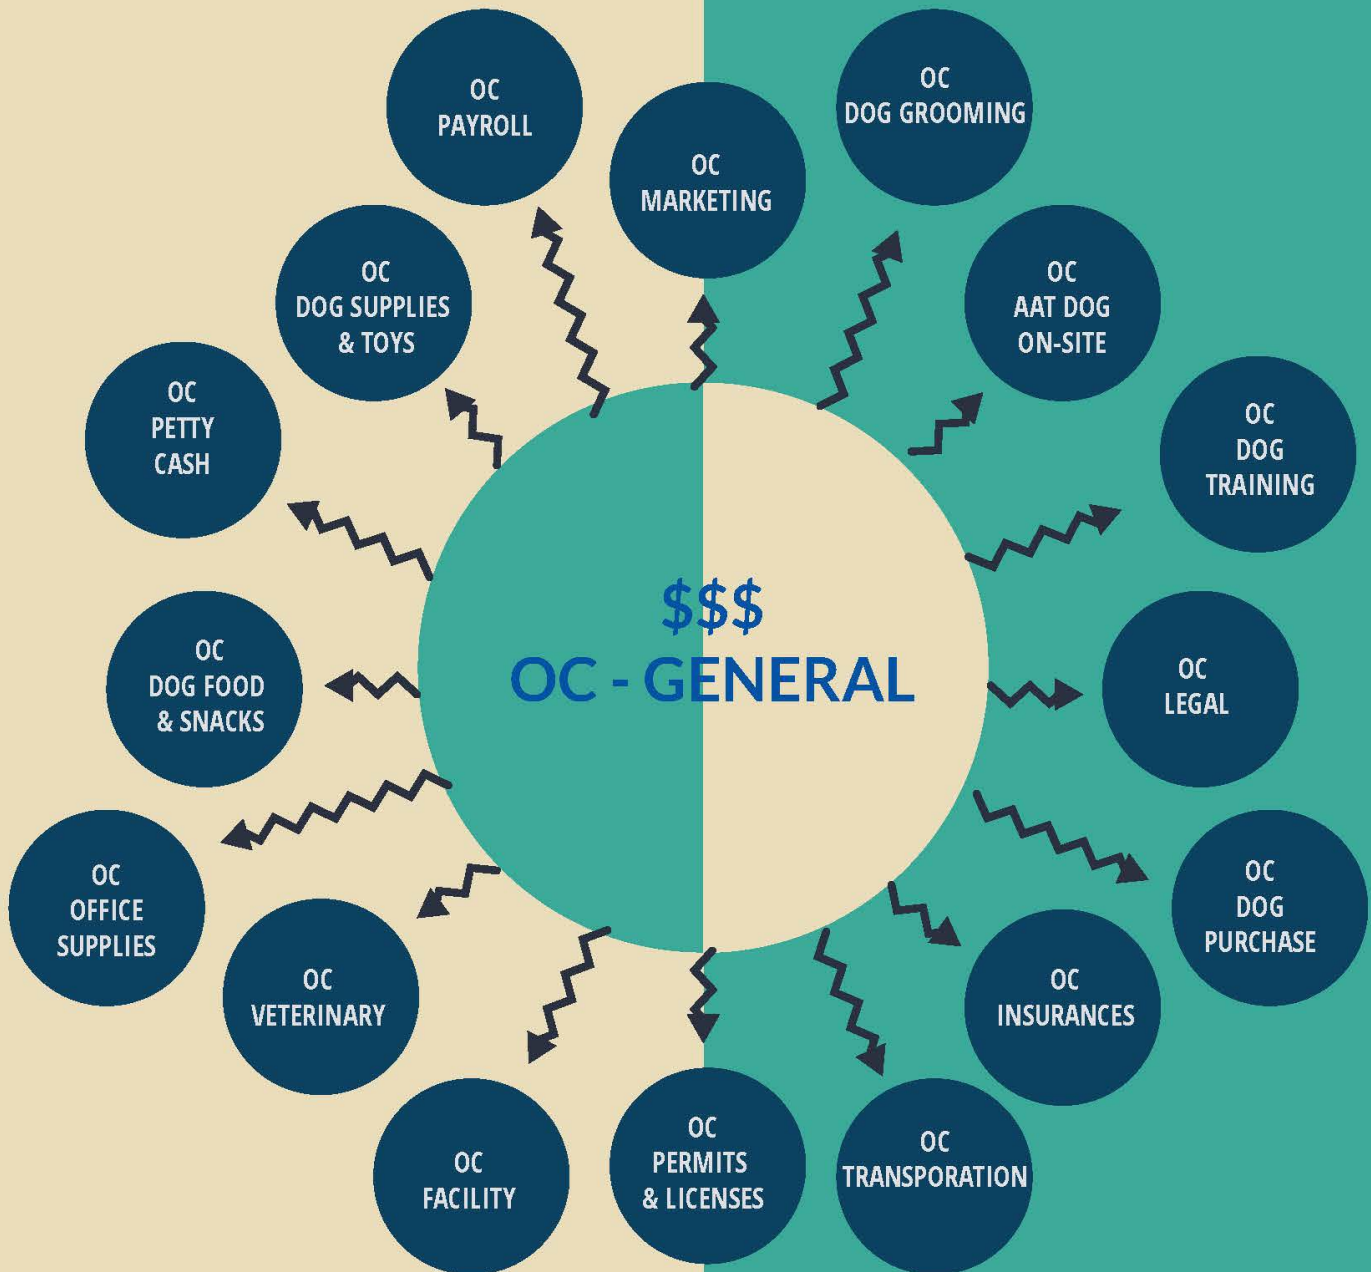 OC
PAYROLL
OC
MARKETING
OC
DOG GROOMING
OC
DOG SUPPLIES
& TOYS
OC
AAT DOG
ON-SITE
OC
PETTY
CASH
OC
DOG
TRAINING
$$$
OC - GENERAL
OC
DOG FOOD
& SNACKS
OC
LEGAL
OC
OFFICE
SUPPLIES
OC
DOG
PURCHASE
OC
VETERINARY
OC
INSURANCES
OC
FACILITY
OC
PERMITS
& LICENSES
OC
TRANSPORATION